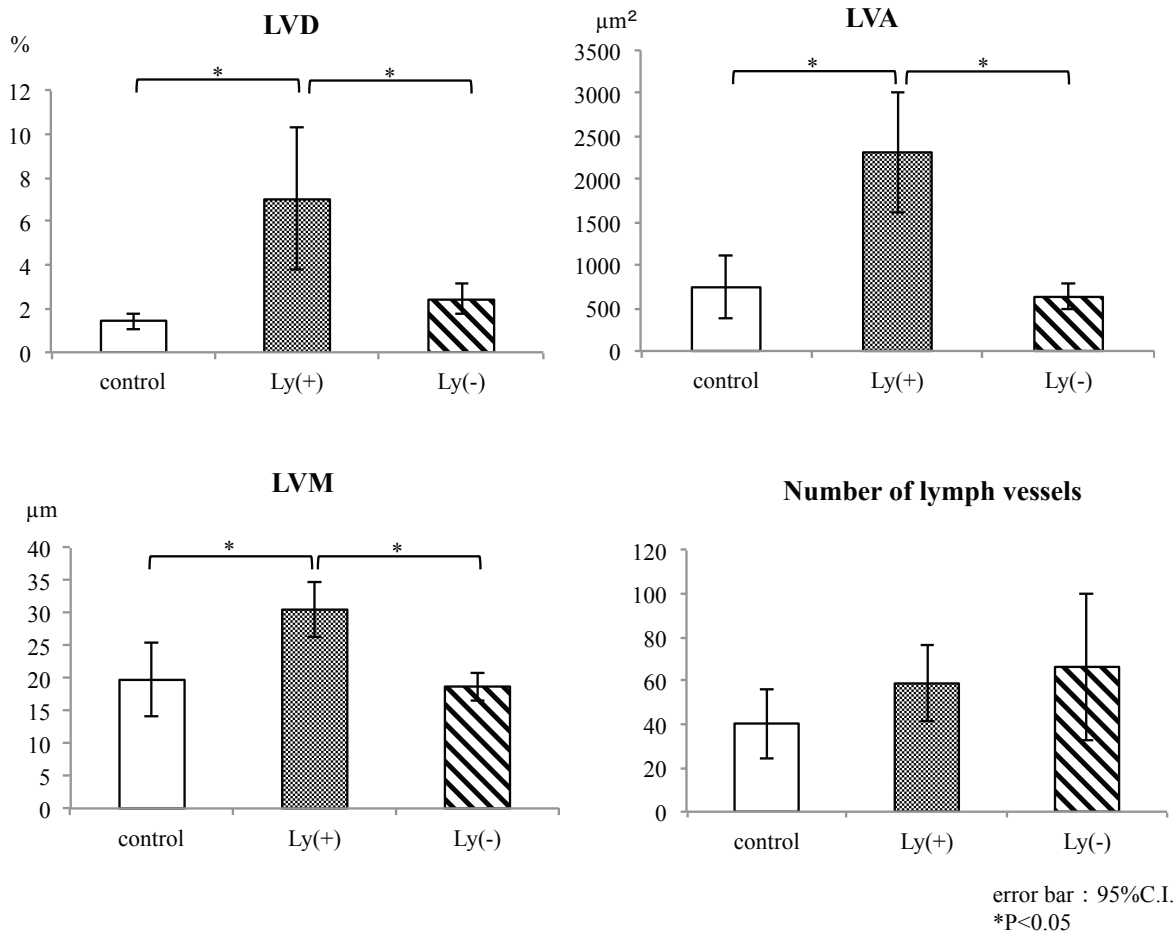 LVD
%
*
*
12
10
8
6
4
2
0
control
Ly(+)
Ly(-)
LVA
µm²
*
*
3500
3000
2500
2000
1500
1000
500
0
control
Ly(+)
Ly(-)
LVM
µm
*
*
40
35
30
25
20
15
10
5
0
control
Ly(+)
Ly(-)
Number of lymph vessels
120
100
80
60
40
20
0
control
Ly(+)
Ly(-)
error bar : 95%C.I.
*P<0.05